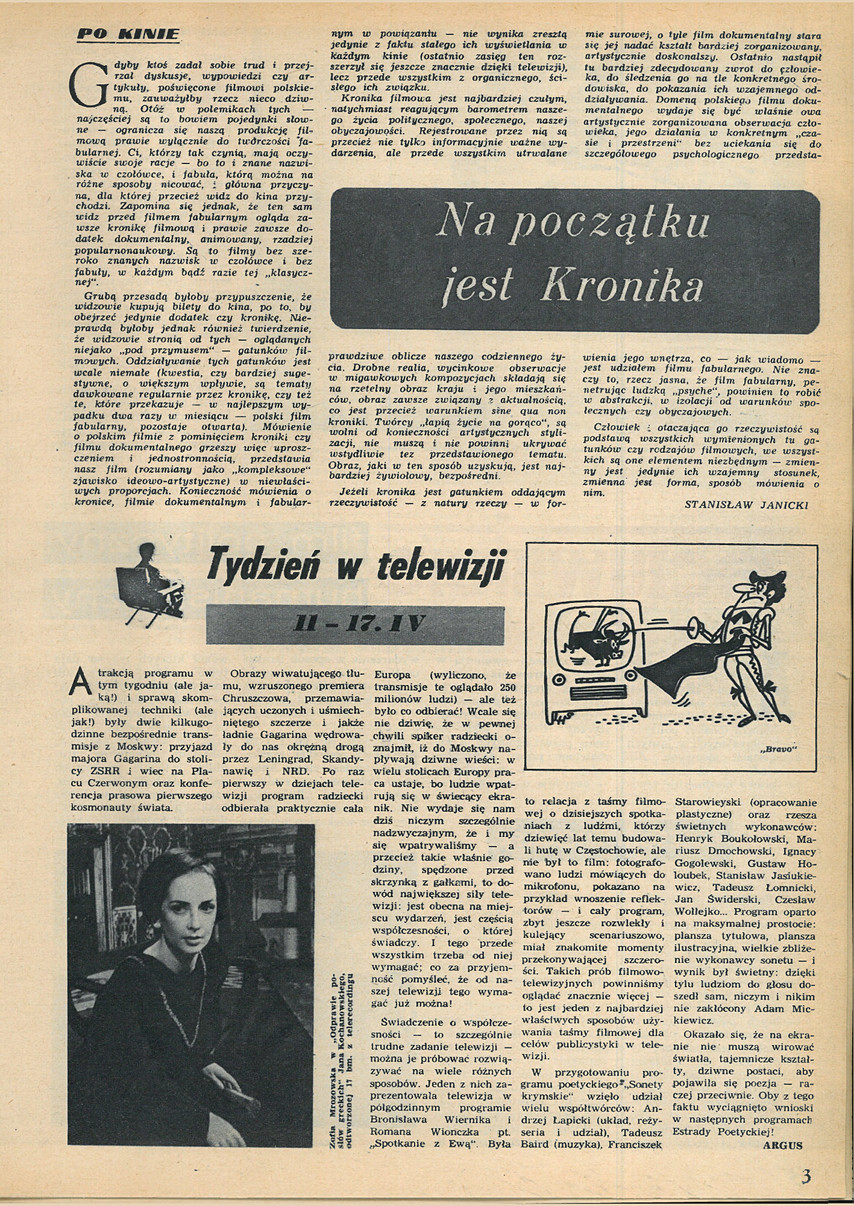 PO KINIE
Gdyby ktoś zadał sobie trud i przej-
rzał dyskusje, wypowiedzi czy ar-
tykuły, poświęcone filmowi polskie-
mu, zauważyłby rzecz nieco dziw-
ną. Otóż w polemikach tych —
najczęściej są to bowiem pojedynki słow-
ne — ogranicza się naszą produkcję fil-
mową prawie wyłącznie do twórczości fa-
bularnej. Ci, którzy tak czynią, mają oczy-
wiście swoje racje — bo to i znane nazwi-
ska w czołówce, i fabuła, którą można na
różne sposoby nicować, i główna przyczy-
na, dla której przecież widz do kina przy-
chodzi. Zapomina się jednak, że ten sam
widz przed filmem fabularnym ogląda za-
wsze kronikę filmową i prawie zawsze do-
datek dokumentalny, animowany, rzadziej
popularnonaukowy. Są to filmy bez sze-
roko znanych nazwisk w czołówce i bez
fabuły, w każdym bądź razie tej „klasycz-
nej".
Grubą przesadą byłoby przypuszczenie, że
widzowie kupują bilety do kina, po to, by
obejrzeć jedynie dodatek czy kronikę. Nie-
prawdą byłoby jednak również twierdzenie,
że widzowie stronią od tych — oglądanych
niejako „pod przymusem" — gatunków fil-
mowych. Oddziaływanie tych gatunków jest
wcale niemałe (kwestia, czy bardziej suge-
stywne, o większym wpływie, są tematy
dawkowane regularnie przez kronikę, czy też
te, które przekazuje — w najlepszym wy-
padku dwa razy w miesiącu — polski film
fabularny, pozostaje otwarta). Mówienie
o polskim filmie z pominięciem kroniki czy
filmu dokumentalnego grzeszy więc uprosz-
czeniem i jednostronnością, przedstawia
nasz film (rozumiany jako „kompleksowe"
zjawisko ideowo-artystyczne) w niewłaści-
wych proporcjach. Konieczność mówienia o
kronice, filmie dokumentalnym i fabular-
nym w powiązaniu — nie wynika zresztą
jedynie z faktu stałego ich wyświetlania w
każdym kinie (ostatnio zasięg ten roz-
szerzył się jeszcze znacznie dzięki telewizji),
lecz przede wszystkim z organicznego, ści-
słego ich związku.
Kronika filmowa jest najbardziej czułym,
natychmiast reagującym barometrem nasze-
go życia politycznego, społecznego, naszej
obyczajowości. Rejestrowane przez nią są
przecież nie tylko informacyjnie ważne wy-
darzenia, ale przede wszystkim utrwalane
mie surowej, o tyle film dokumentalny stara
się jej nadać kształt bardziej zorganizowany,
artystycznie doskonalszy. Ostatnio nastąpił
tu bardziej zdecydowany zwrot do człowie-
ka, do śledzenia go na tle konkretnego śro-
dowiska, do pokazania ich wzajemnego od-
działywania. Domeną polskiego filmu doku-
mentalnego wydaje się być właśnie owa
artystycznie zorganizowana obserwacja czło-
wieka, jego działania w konkretnym „cza-
sie i przestrzeni" bez uciekania się do
szczegółowego psychologicznego przedsta-
Na początku
jest Kronika
prawdziwe oblicze naszego codziennego ży-
cia. Drobne realia, wycinkowe obserwacje
w migawkowych kompozycjach składają się
na rzetelny obraz kraju i jego mieszkań-
ców, obraz zawsze związany z aktualnością,
co jest przecież warunkiem sine qua non
kroniki. Twórcy „łapią życie na gorąco", są
wolni od konieczności artystycznych styli-
zacji, nie muszą i nie powinni ukrywać
wstydliwie tez przedstawionego tematu.
Obraz, jaki w ten sposób uzyskują, jest naj-
bardziej żywiołowy, bezpośredni.
Jeżeli kronika jest gatunkiem oddającym
rzeczywistość — z natury rzeczy — w for-
wienia jego wnętrza, co — jak wiadomo —
jest udziałem filmu fabularnego. Nie zna-
czy to, rzecz jasna, że film fabularny, pe-
netrując ludzką „psyche", powinien to robić
w abstrakcji, w izolacji od warunków spo-
łecznych czy obyczajowych.
Człowiek i otaczająca go rzeczywistość są
podstawą wszystkich wymienionych tu ga-
tunków czy rodzajów filmowych, we wszyst-
kich są one elementem niezbędnym — zmien-
ny jest jedynie ich wzajemny stosunek,
zmienna jest forma, sposób mówienia o
nim.
STANISŁAW JANICKI
Tydzień w telewizji
11 – 17. IV
Atrakcją programu w
tym tygodniu (ale ja-
ką!) i sprawą skom-
plikowanej techniki (ale
jak!) były dwie kilkugo-
dzinne bezpośrednie trans-
misje z Moskwy: przyjazd
majora Gagarina do stoli-
cy ZSRR i wiec na Pla-
cu Czerwonym oraz konfe-
rencja prasowa pierwszego
kosmonauty świata.
Obrazy wiwatującego tłu-
mu, wzruszonego premiera
Chruszczowa, przemawia-
jących uczonych i uśmiech-
niętego szczerze i jakże
ładnie Gagarina wędrowa-
ły do nas okrężną drogą
przez Leningrad, Skandy-
nawię i NRD. Po raz
pierwszy w dziejach tele-
wizji program radziecki
odbierała praktycznie cała
Europa (wyliczono, że
transmisje te oglądało 250
milionów ludzi) — ale też
było co odbierać! Wcale się
nie dziwię, że w pewnej
chwili spiker radziecki o-
znajmił, iż do Moskwy na-
pływają dziwne wieści: w
wielu stolicach Europy pra-
ca ustaje, bo ludzie wpat-
rują się w świecący ekra-
nik. Nie wydaje się nam
dziś niczym szczególnie
nadzwyczajnym, że i my
się wpatrywaliśmy — a
przecież takie właśnie go-
dziny, spędzone przed
skrzynką z gałkami, to do-
wód największej siły tele-
wizji: jest obecna na miej-
scu wydarzeń, jest częścią
współczesności, o której
świadczy. I tego przede
wszystkim trzeba od niej
wymagać; co za przyjem-
ność pomyśleć, że od na-
szej telewizji tego wyma-
gać już można!
Świadczenie o współcze-
sności — to szczególnie
trudne zadanie telewizji —
można je próbować rozwią-
zywać na wiele różnych
sposobów. Jeden z nich za-
prezentowała telewizja w
półgodzinnym programie
Bronisława Wiernika i
Romana Wionczka pt.
„Spotkanie z Ewą". Była
„Bravo"
to relacja z taśmy filmo-
wej o dzisiejszych spotka-
niach z ludźmi, którzy
dziewięć lat temu budowa-
li hutę w Częstochowie, ale
nie był to film: fotografo-
wano ludzi mówiących do
mikrofonu, pokazano na
przykład wnoszenie reflek-
torów — i cały program,
zbyt jeszcze rozwlekły i
kulejący scenariuszowo,
miał znakomite momenty
przekonywającej szczero-
ści. Takich prób filmowo-
telewizyjnych powinniśmy
oglądać znacznie więcej —
to jest jeden z najbardziej
właściwych sposobów uży-
wania taśmy filmowej dla
celów publicystyki w tele-
wizji.
W przygotowaniu pro-
gramu poetyckiego „Sonety
krymskie" wzięło udział
wielu współtwórców: An-
drzej Łapicki (układ, reży-
seria i udział), Tadeusz
Baird (muzyka), Franciszek
Starowieyski (opracowanie
plastyczne) oraz rzesza
świetnych wykonawców:
Henryk Boukołowski, Ma-
riusz Dmochowski, Ignacy
Gogolewski, Gustaw Ho-
loubek, Stanisław Jasiukie-
wicz, Tadeusz Łomnicki,
Jan Świderski, Czesław
Wołłejko... Program oparto
na maksymalnej prostocie:
plansza tytułowa, plansza
ilustracyjna, wielkie zbliże-
nie wykonawcy sonetu — i
wynik był świetny: dzięki
tylu ludziom do głosu do-
szedł sam, niczym i nikim
nie zakłócony Adam Mic-
kiewicz.
Okazało się, że na ekra-
nie nie muszą wirować
światła, tajemnicze kształ-
ty, dziwne postaci, aby
pojawiła się poezja — ra-
czej przeciwnie. Oby z tego
faktu wyciągnięto wnioski
w następnych programach
Estrady Poetyckiej!
ARGUS
Zofia Mrozowska w „Odprawie po-
słów greckich" Jana Kochanowskiego,
odtworzonej 17 bm. z telerecordingu
3